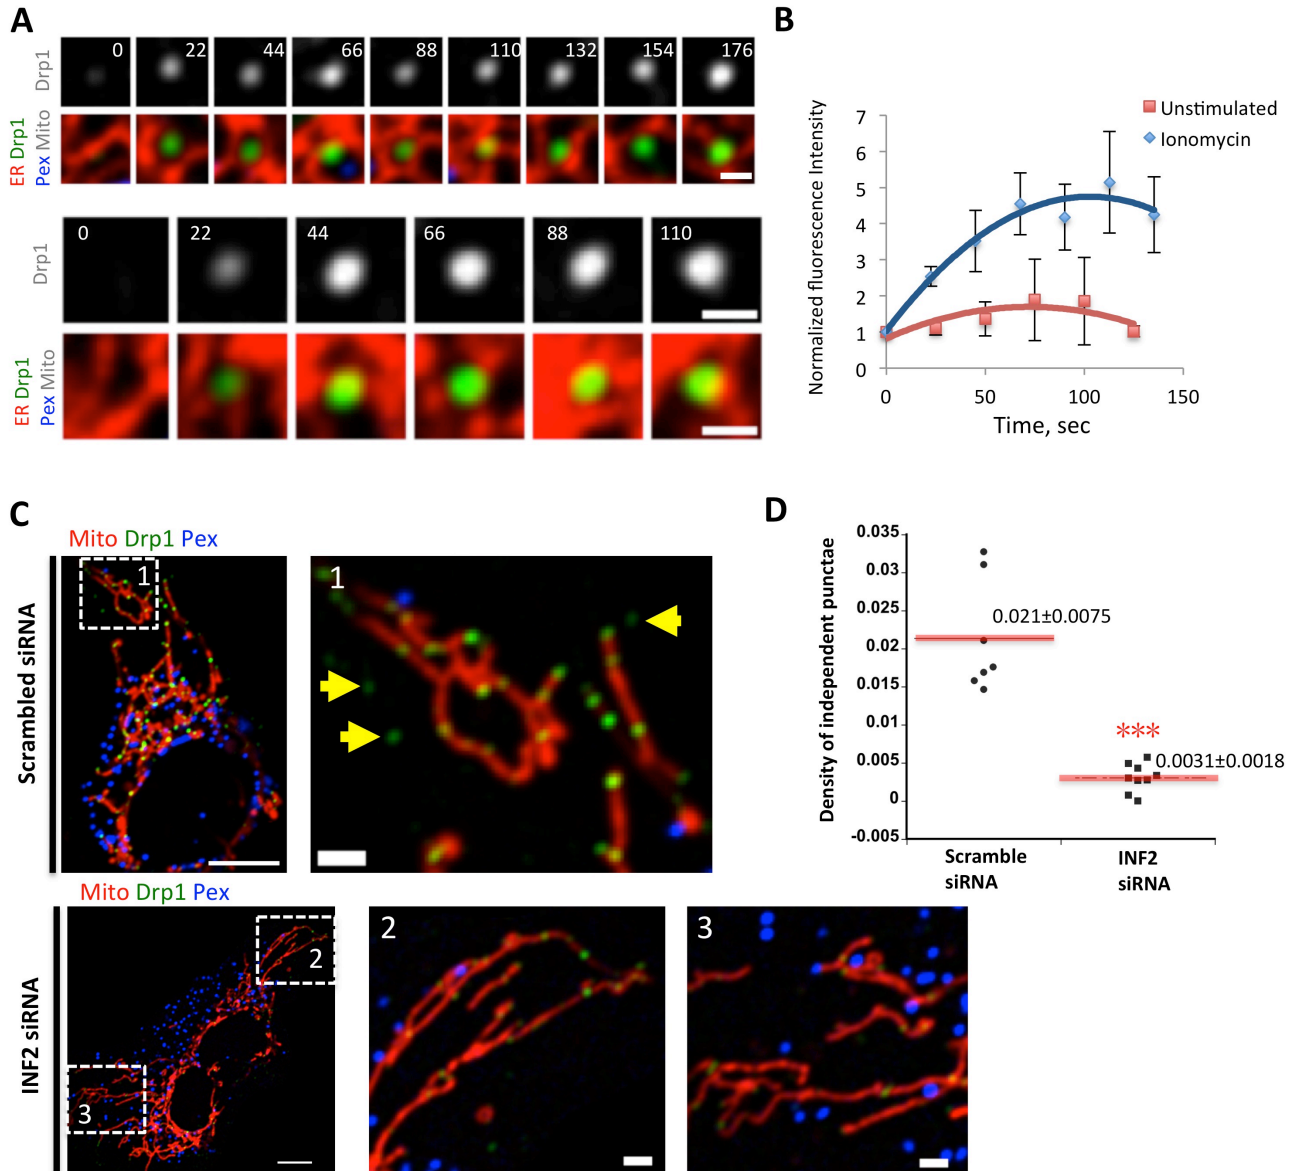 A
Drp1
0 22 44 66 88 110 132 154 176
ER Drp1
Pex Mito
Drp1
0 22 44 66 88 110
ER Drp1
Pex Mito
B
Normalized fluorescence Intensity
7
6
5
4
3
2
1
0
0 50 100 150
Time, sec
Unstimulated
Ionomycin
C
Scrambled siRNA
Mito Drp1 Pex
1
1
INF2 siRNA
Mito Drp1 Pex
2
3
2
3
D
Density of independent punctae
0.035
0.03
0.025
0.02
0.015
0.01
0.005
0
-0.005
0.021±0.0075
***
0.0031±0.0018
Scramble
siRNA
INF2
siRNA